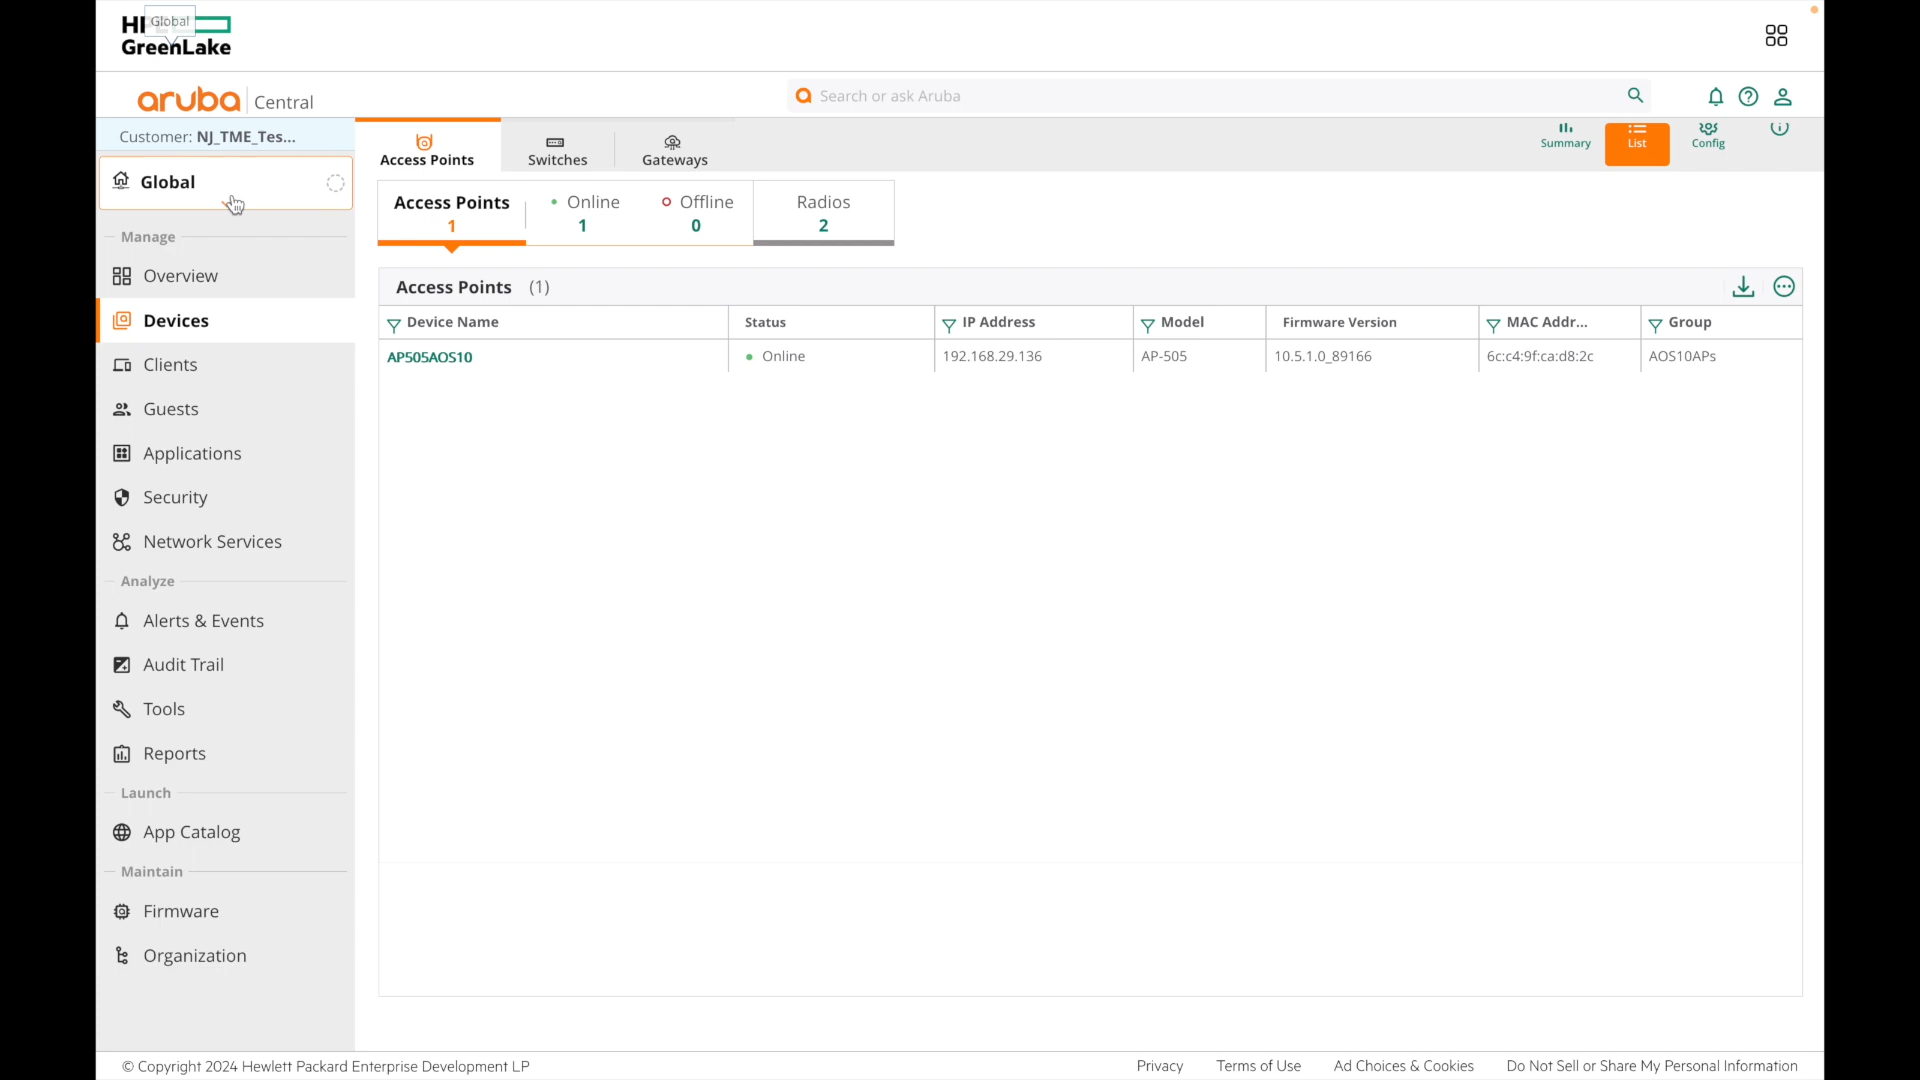 Global
GreenLake
aruba Central
Search or ask Aruba
Customer: NJ_TME_Tes...
Access Points
Switches
Gateways
Summary
List
Config
Global
Access Points
1
Online
1
Offline
0
Radios
2
Manage
Overview
Devices
Clients
Guests
Applications
Security
Network Services
Analyze
Alerts & Events
Audit Trail
Tools
Reports
Launch
App Catalog
Maintain
Firmware
Organization
Access Points (1)
Device Name Status IP Address Model Firmware Version MAC Addr... Group
AP505AOS10 Online 192.168.29.136 AP-505 10.5.1.0_89166 6c:c4:9f:ca:d8:2c AOS10APs
© Copyright 2024 Hewlett Packard Enterprise Development LP
Privacy Terms of Use Ad Choices & Cookies Do Not Sell or Share My Personal Information